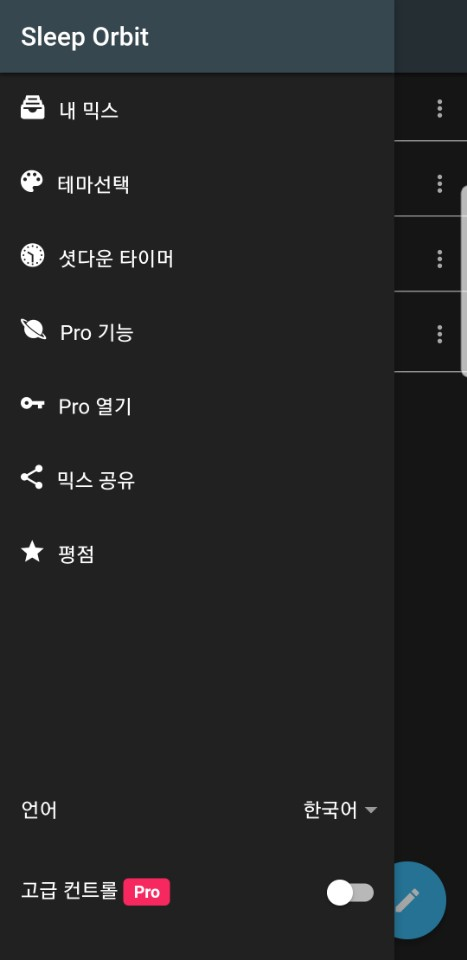 Sleep Orbit
내 믹스
테마선택
셧다운 타이머
Pro 기능
Pro 열기
믹스 공유
평점
언어 한국어
고급 컨트롤 Pro